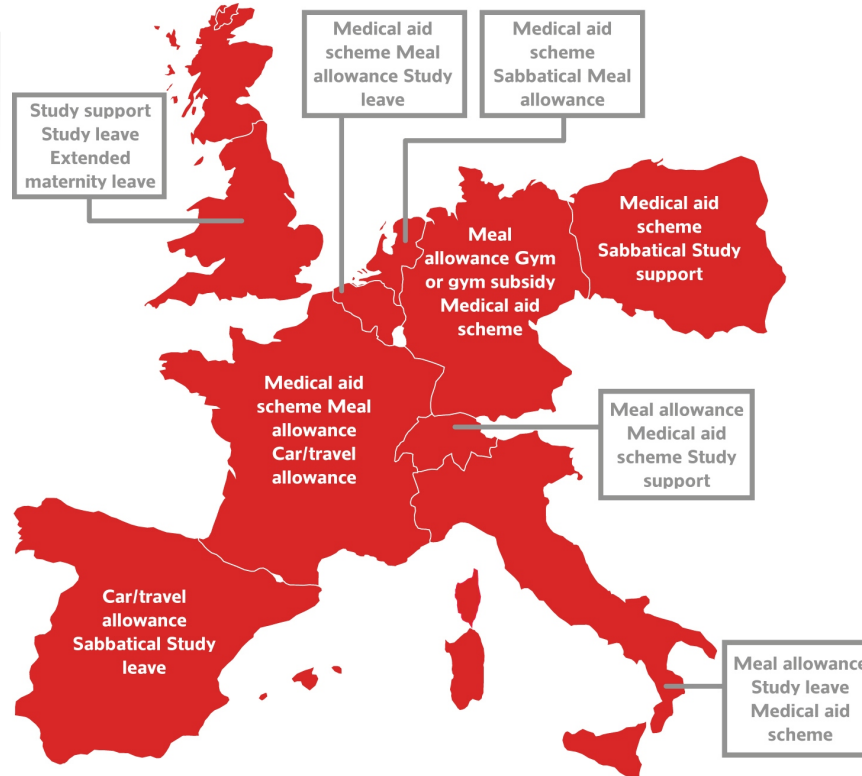 Medical aid
scheme Meal
allowance Study
leave
Medical aid
scheme
Sabbatical Meal
allowance
Study support
Study leave
Extended
maternity leave
Medical aid
scheme
Sabbatical Study
support
Meal
allowance Gym
or gym subsidy
Medical aid
scheme
Medical aid
scheme Meal
allowance
Car/travel
allowance
Meal allowance
Medical aid
scheme Study
support
Car/travel
allowance
Sabbatical Study
leave
Meal allowance
Study leave
Medical aid
scheme